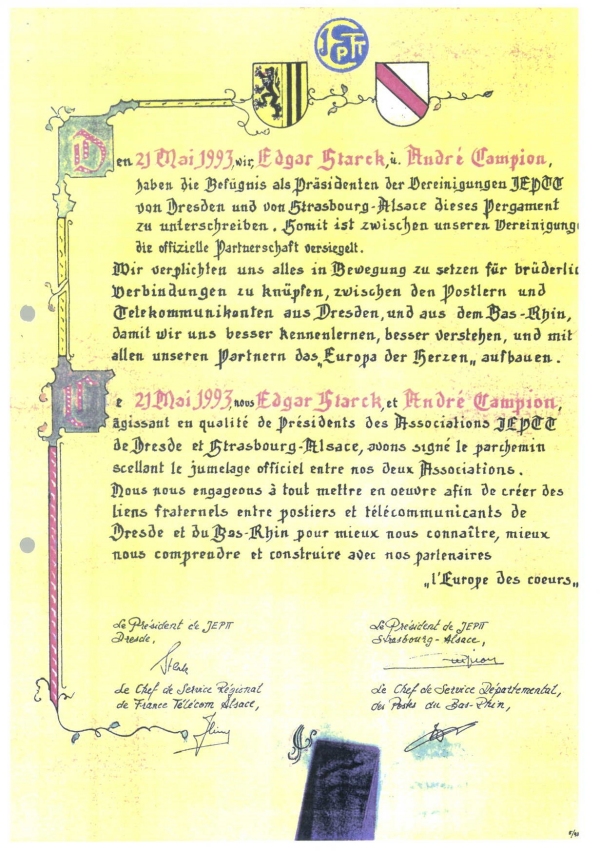 JEPTT
Den 21 Mai 1993, wir, Edgar Starck, u. André Campion,
haben die Befugnis als Präsidenten der Vereinigungen JEPTT
von Dresden und von Strasbourg-Alsace dieses Pergament
zu unterschreiben. Somit ist zwischen unseren Vereinigung
die offizielle Partnerschaft versiegelt.
Wir verplichten uns alles in Bewegung zu setzen für brüderlic
Verbindungen zu knüpfen, zwischen den Postlern und
Telekommunikanten aus Dresden, und aus dem Bas-Rhin,
damit wir uns besser kennenlernen, besser verstehen, und mit
allen unseren Partnern das „Europa der Herzen„ aufbauen.
Le 21 Mai 1993, nous Edgar Starck, et André Campion,
agissant en qualité de Présidents des Associations JEPTT
de Dresde et Strasbourg-Alsace, avons signé le parchemin
scellant le jumelage officiel entre nos deux Associations.
Nous nous engageons à tout mettre en oeuvre afin de créer des
liens fraternels entre postiers et télécommunicants de
Dresde et du Bas-Rhin pour mieux nous connaître, mieux
nous comprendre et construire avec nos partenaires
„l'Europe des coeurs„
Le Président de JEPTT
Dresde,
Le Président de JEPTT
Strasbourg-Alsace,
Le Chef de Service Régional
de France Télécom Alsace,
Le Chef de Service Départemental,
des Postes du Bas-Rhin,